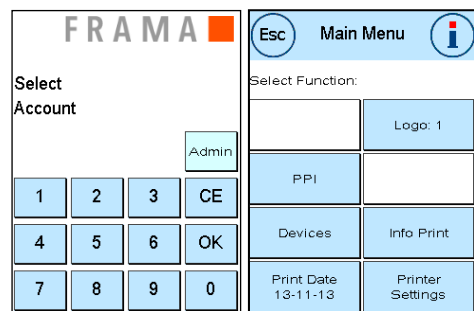 FRAMA
Select
Account
Admin
1 2 3 CE
4 5 6 OK
7 8 9 0
Esc Main Menu i
Select Function:
Logo: 1
PPI
Devices Info Print
Print Date
13-11-13
Printer
Settings